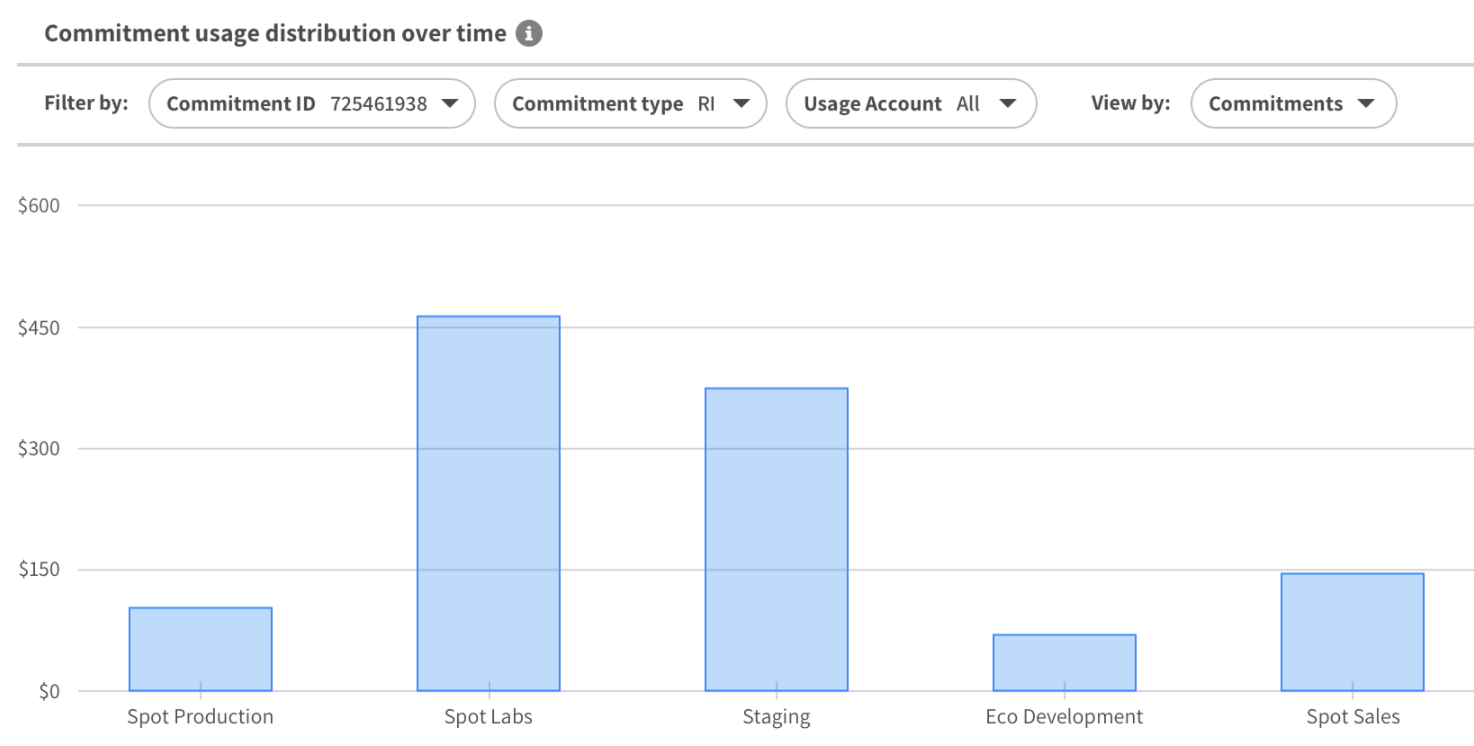 Commitment usage distribution over time
Filter by: Commitment ID 725461938 Commitment type RI Usage Account All View by: Commitments
$600
$450
$300
$150
$0
Spot Production Spot Labs Staging Eco Development Spot Sales